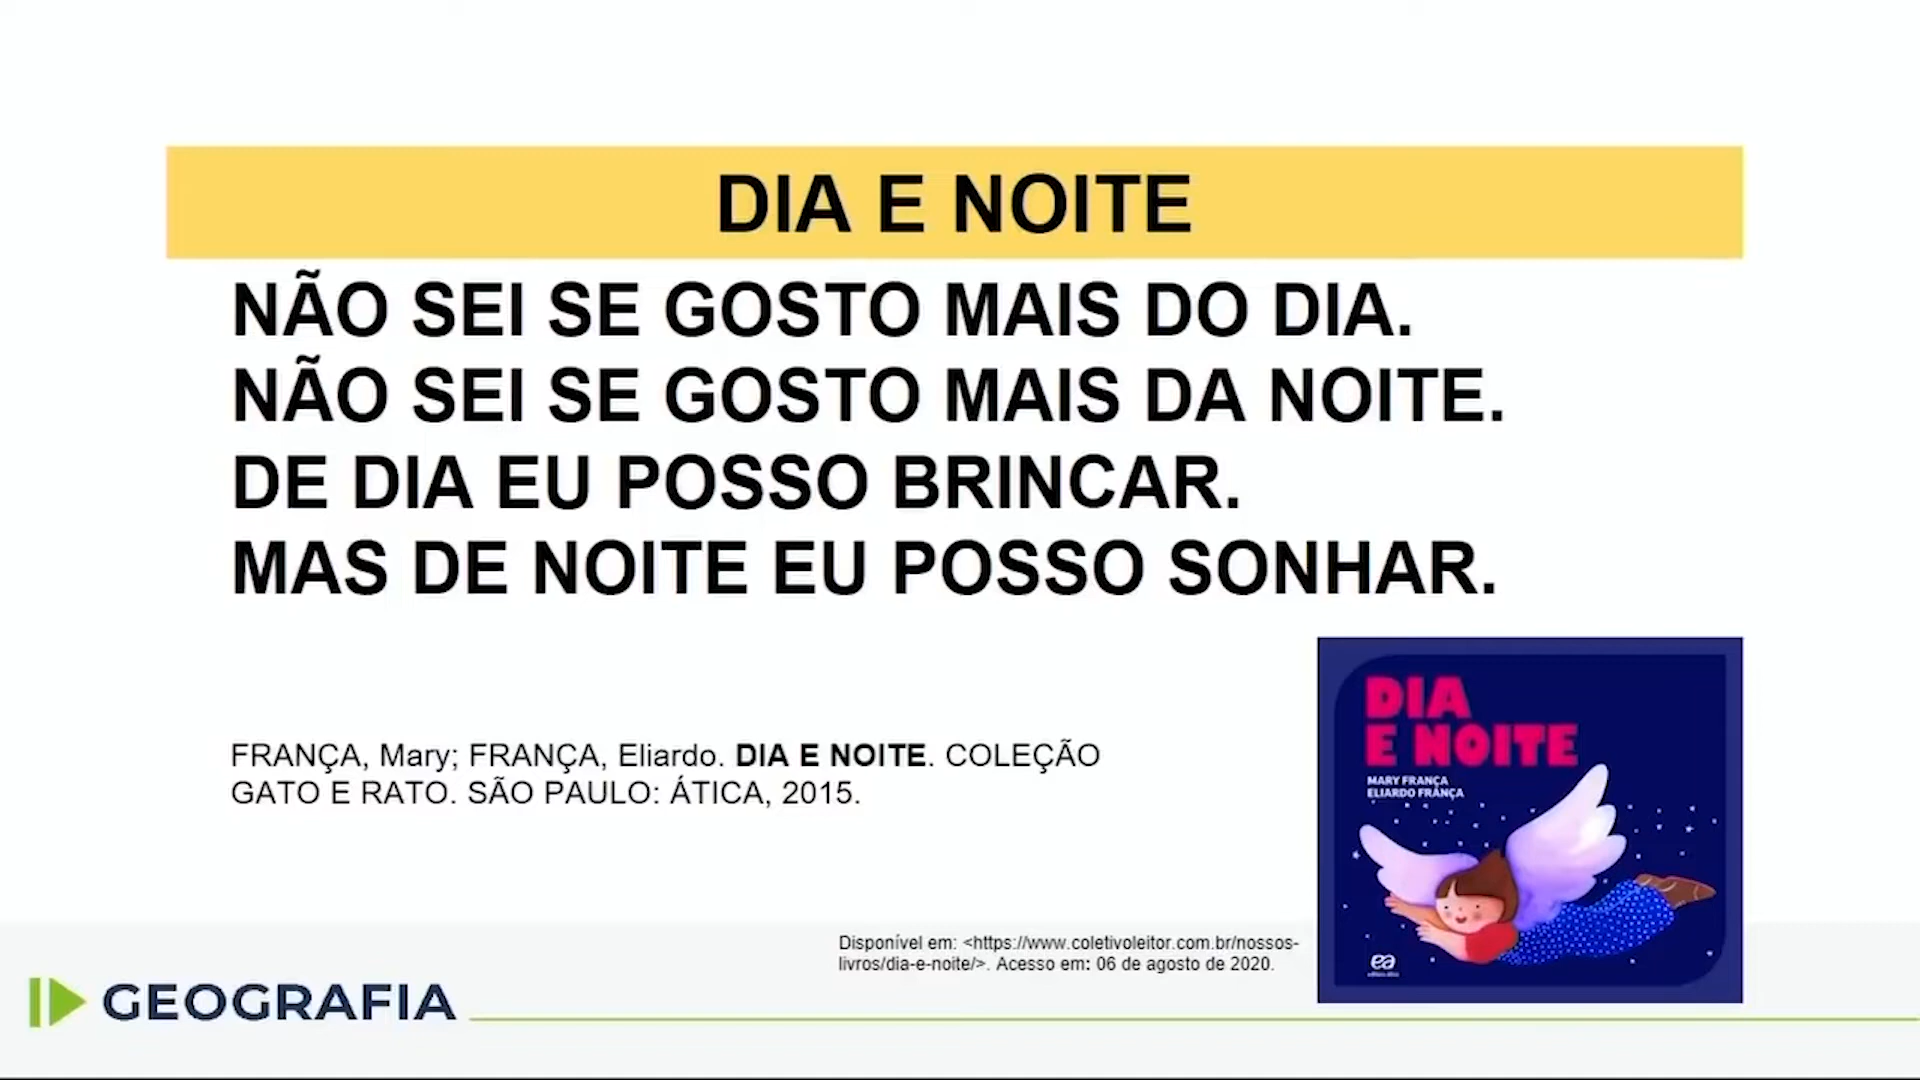 DIA E NOITE
NÃO SEI SE GOSTO MAIS DO DIA.
NÃO SEI SE GOSTO MAIS DA NOITE.
DE DIA EU POSSO BRINCAR.
MAS DE NOITE EU POSSO SONHAR.
FRANÇA, Mary; FRANÇA, Eliardo. DIA E NOITE. COLEÇÃO
GATO E RATO. SÃO PAULO: ÁTICA, 2015.
DIA
E NOITE
MARY FRANÇA
ELIARDO FRANÇA
ea
editora ática
Disponível em: <https://www.coletivoleitor.com.br/nossos-
livros/dia-e-noite/>. Acesso em: 06 de agosto de 2020.
GEOGRAFIA